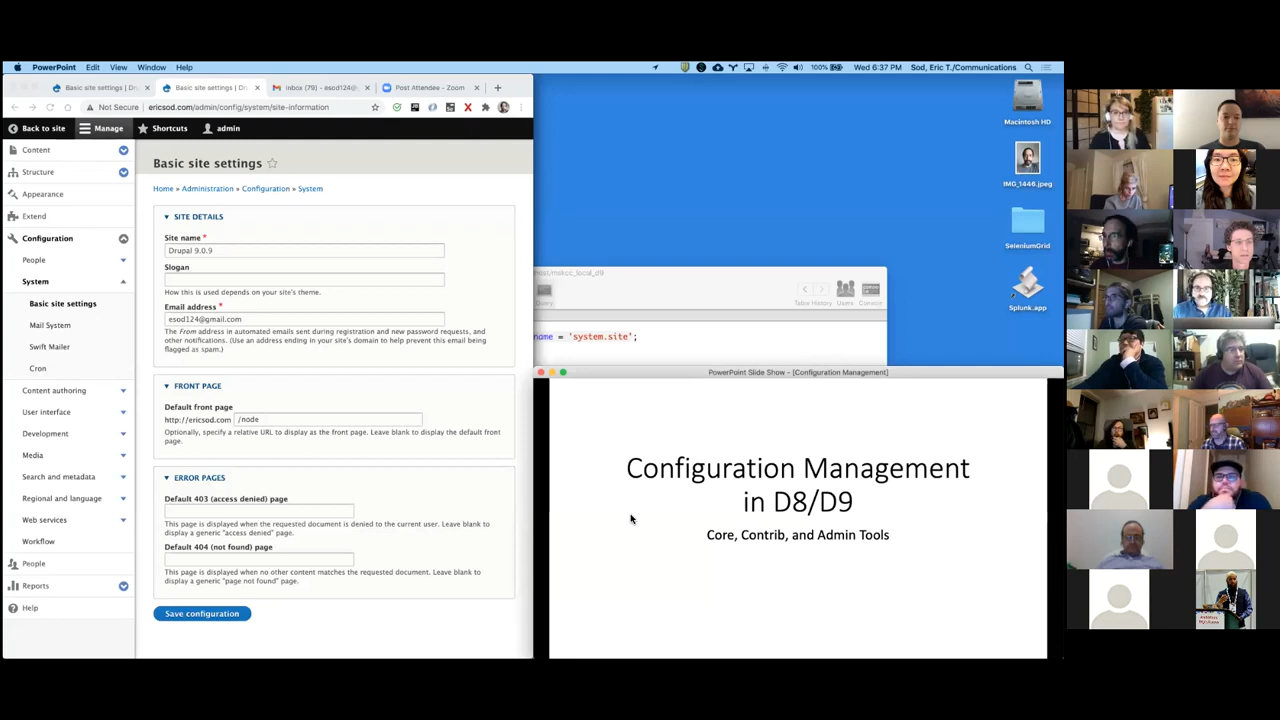 PowerPoint Edit View Window Help
100% Wed 6:37 PM Sod, Eric T./Communications
Basic site settings | D
Basic site settings | D
inbox (79) - esod124@g
Post Attendee - Zoom
Not Secure ericsod.com/admin/config/system/site-information
Back to site Manage Shortcuts admin
Content
Structure
Appearance
Extend
Configuration
People
System
Basic site settings
Mail System
Swift Mailer
Cron
Content authoring
User interface
Development
Media
Search and metadata
Regional and language
Web services
Workflow
People
Reports
Help
Basic site settings
Home » Administration » Configuration » System
SITE DETAILS
Site name *
Drupal 9.0.9
Slogan
How this is used depends on your site's theme.
Email address *
esod124@gmail.com
The From address in automated emails sent during registration and new password requests, and
other notifications. (Use an address ending in your site's domain to help prevent this email being
flagged as spam.)
FRONT PAGE
Default front page
http://ericsod.com /node
Optionally, specify a relative URL to display as the front page. Leave blank to display the default front
page.
ERROR PAGES
Default 403 (access denied) page
This page is displayed when the requested document is denied to the current user. Leave blank to
display a generic "access denied" page.
Default 404 (not found) page
This page is displayed when no other content matches the requested document. Leave blank to
display a generic "page not found" page.
Save configuration
Macintosh HD
IMG_1446.jpeg
SeleniumGrid
Splunk.app
host/mskcc_local_d9
Query
Table History Users Console
name = 'system.site';
PowerPoint Slide Show - [Configuration Management]
Configuration Management
in D8/D9
Core, Contrib, and Admin Tools